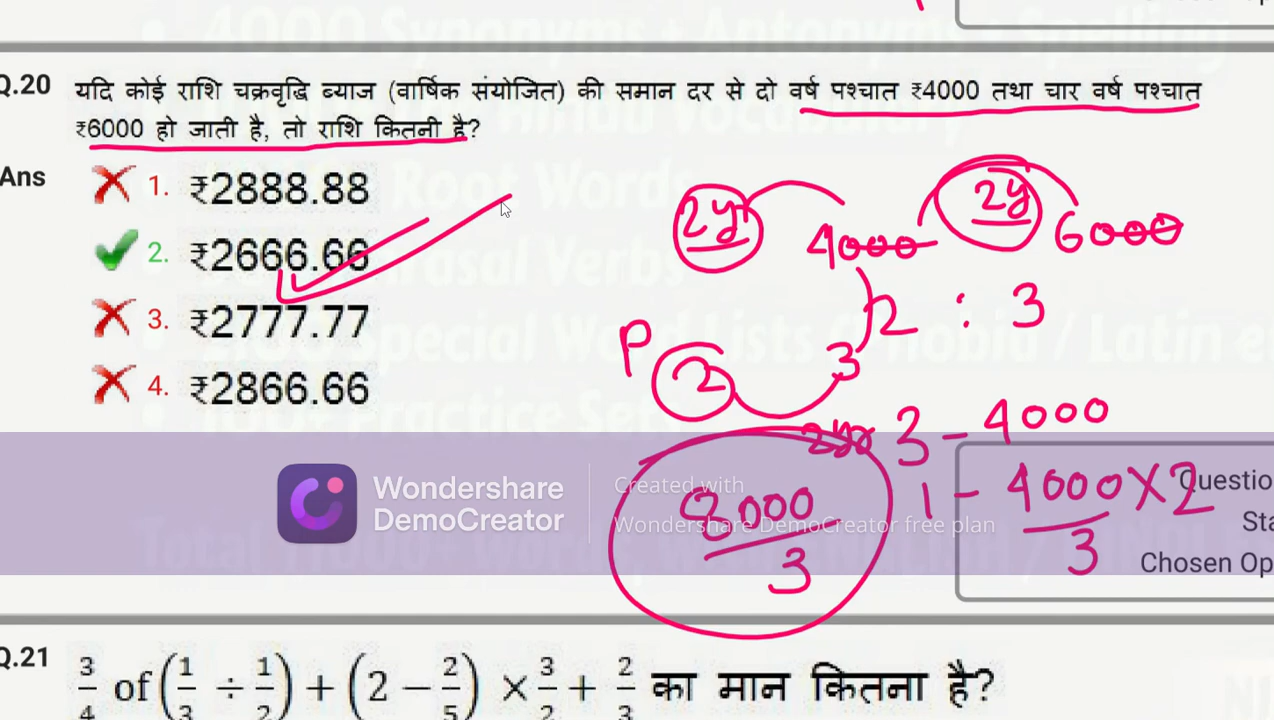 Q.20 यदि कोई राशि चक्रवृद्धि ब्याज (वार्षिक संयोजित) की समान दर से दो वर्ष पश्चात ₹4000 तथा चार वर्ष पश्चात
₹6000 हो जाती है, तो राशि कितनी है?
Ans
1. ₹2888.88
2. ₹2666.66
3. ₹2777.77
4. ₹2866.66
2y 4000 2y 6000
2 : 3
P 2 3
3 - 4000
1 - 4000/3 × 2
8000/3
Wondershare
DemoCreator
Created with
Wondershare DemoCreator free plan
Questio
Sta
Chosen Op
Q.21 3/4 of (1/3 ÷ 1/2) + (2 − 2/5) × 3/2 + 2/3 का मान कितना है?